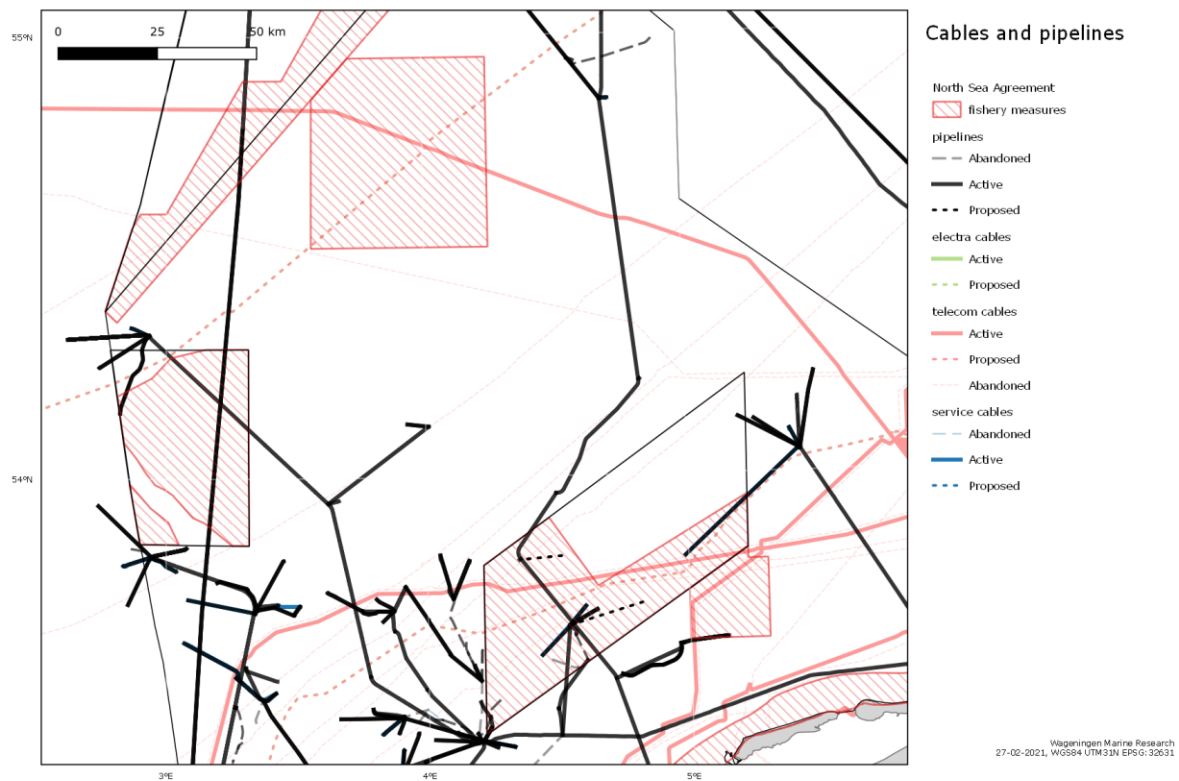 55°N
0 25 50 km
54°N
3°E 4°E 5°E
Cables and pipelines
North Sea Agreement
fishery measures
pipelines
Abandoned
Active
Proposed
electra cables
Active
Proposed
telecom cables
Active
Proposed
Abandoned
service cables
Abandoned
Active
Proposed
Wageningen Marine Research
27-02-2021, WGS84 UTM31N EPSG: 32631